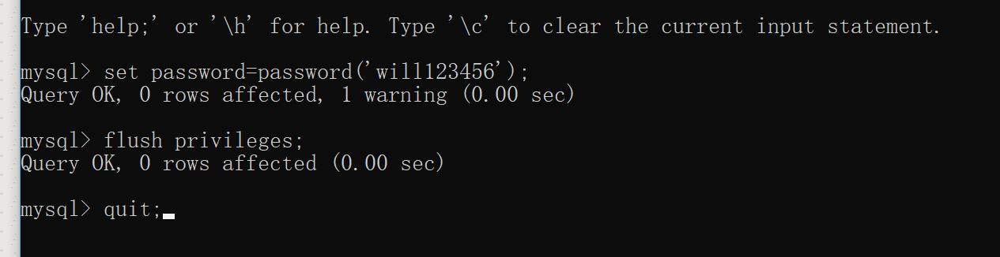 Type 'help;' or '\h' for help. Type '\c' to clear the current input statement.
mysql> set password=password('will123456');
Query OK, 0 rows affected, 1 warning (0.00 sec)
mysql> flush privileges;
Query OK, 0 rows affected (0.00 sec)
mysql> quit;